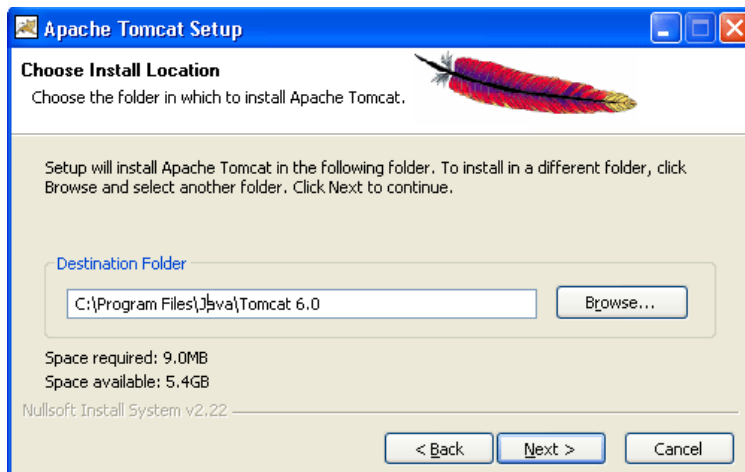 Apache Tomcat Setup
Choose Install Location
Choose the folder in which to install Apache Tomcat.
Setup will install Apache Tomcat in the following folder. To install in a different folder, click
Browse and select another folder. Click Next to continue.
Destination Folder
C:\Program Files\Java\Tomcat 6.0
Browse...
Space required: 9.0MB
Space available: 5.4GB
Nullsoft Install System v2.22
< Back
Next >
Cancel